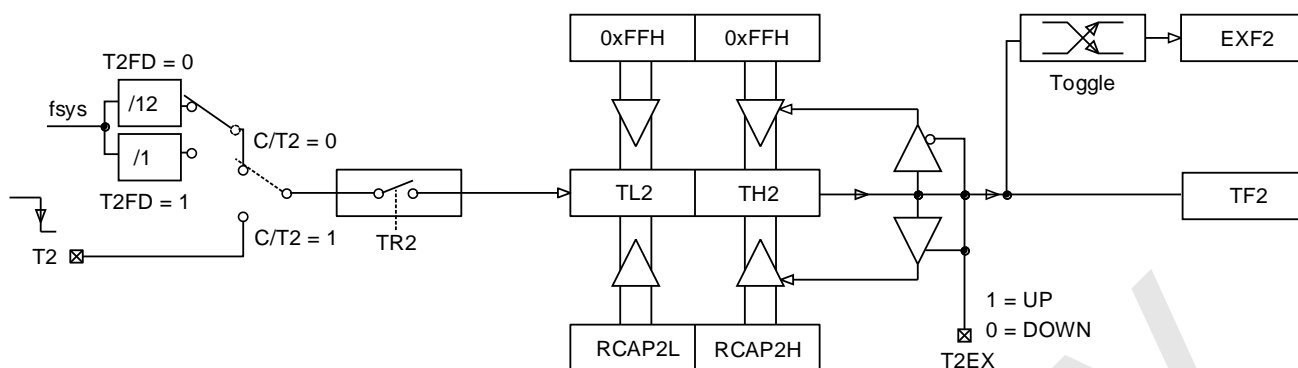 0xFFH 0xFFH
EXF2
Toggle
T2FD = 0
fsys
/12
C/T2 = 0
/1
T2FD = 1
TL2 TH2
TF2
C/T2 = 1
TR2
T2
1 = UP
0 = DOWN
RCAP2L RCAP2H
T2EX